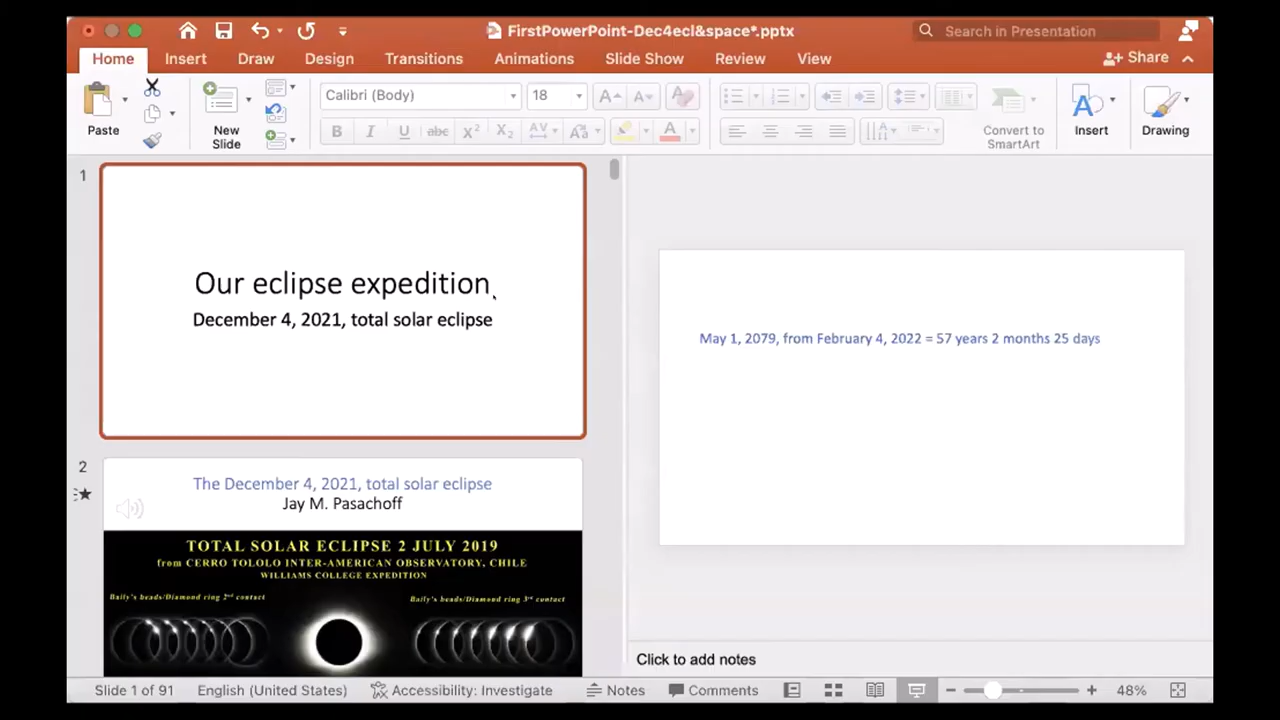 FirstPowerPoint-Dec4ecl&space*.pptx
Search in Presentation
Home Insert Draw Design Transitions Animations Slide Show Review View
Share
Paste
New
Slide
Calibri (Body)
18
Convert to
SmartArt
Insert
Drawing
1
Our eclipse expedition
December 4, 2021, total solar eclipse
2
The December 4, 2021, total solar eclipse
Jay M. Pasachoff
TOTAL SOLAR ECLIPSE 2 JULY 2019
from CERRO TOLOLO INTER-AMERICAN OBSERVATORY, CHILE
WILLIAMS COLLEGE EXPEDITION
Baily's beads/Diamond ring 2nd contact
Baily's beads/Diamond ring 3rd contact
May 1, 2079, from February 4, 2022 = 57 years 2 months 25 days
Click to add notes
Slide 1 of 91
English (United States)
Accessibility: Investigate
Notes
Comments
48%